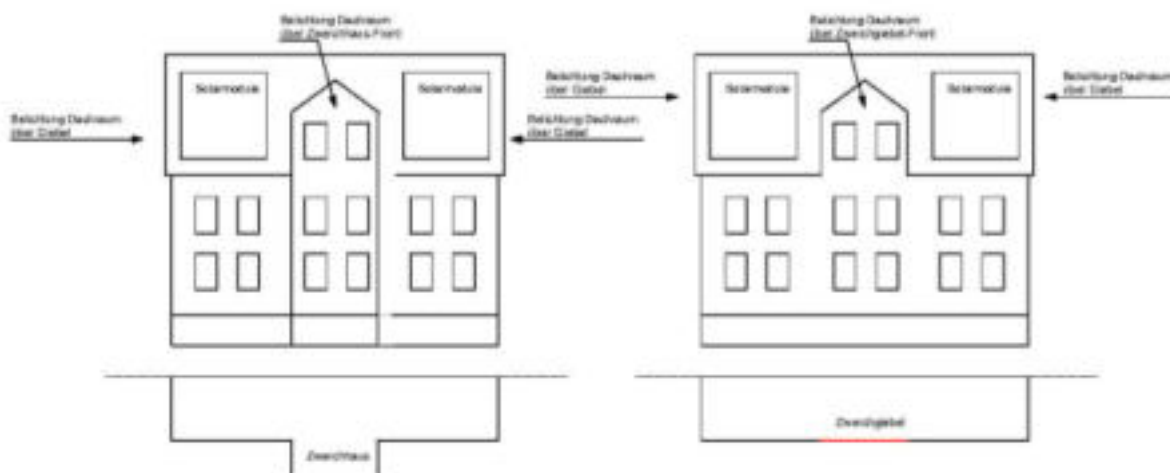 Belichtung Dachraum
über Zwerchhaus-Front
Belichtung Dachraum
über Zwerchgiebel-Front
Solarmodule
Solarmodule
Belichtung Dachraum
über Giebel
Solarmodule
Solarmodule
Belichtung Dachraum
über Giebel
Belichtung Dachraum
über Giebel
Belichtung Dachraum
über Giebel
Zwerchhaus
Zwerchgiebel